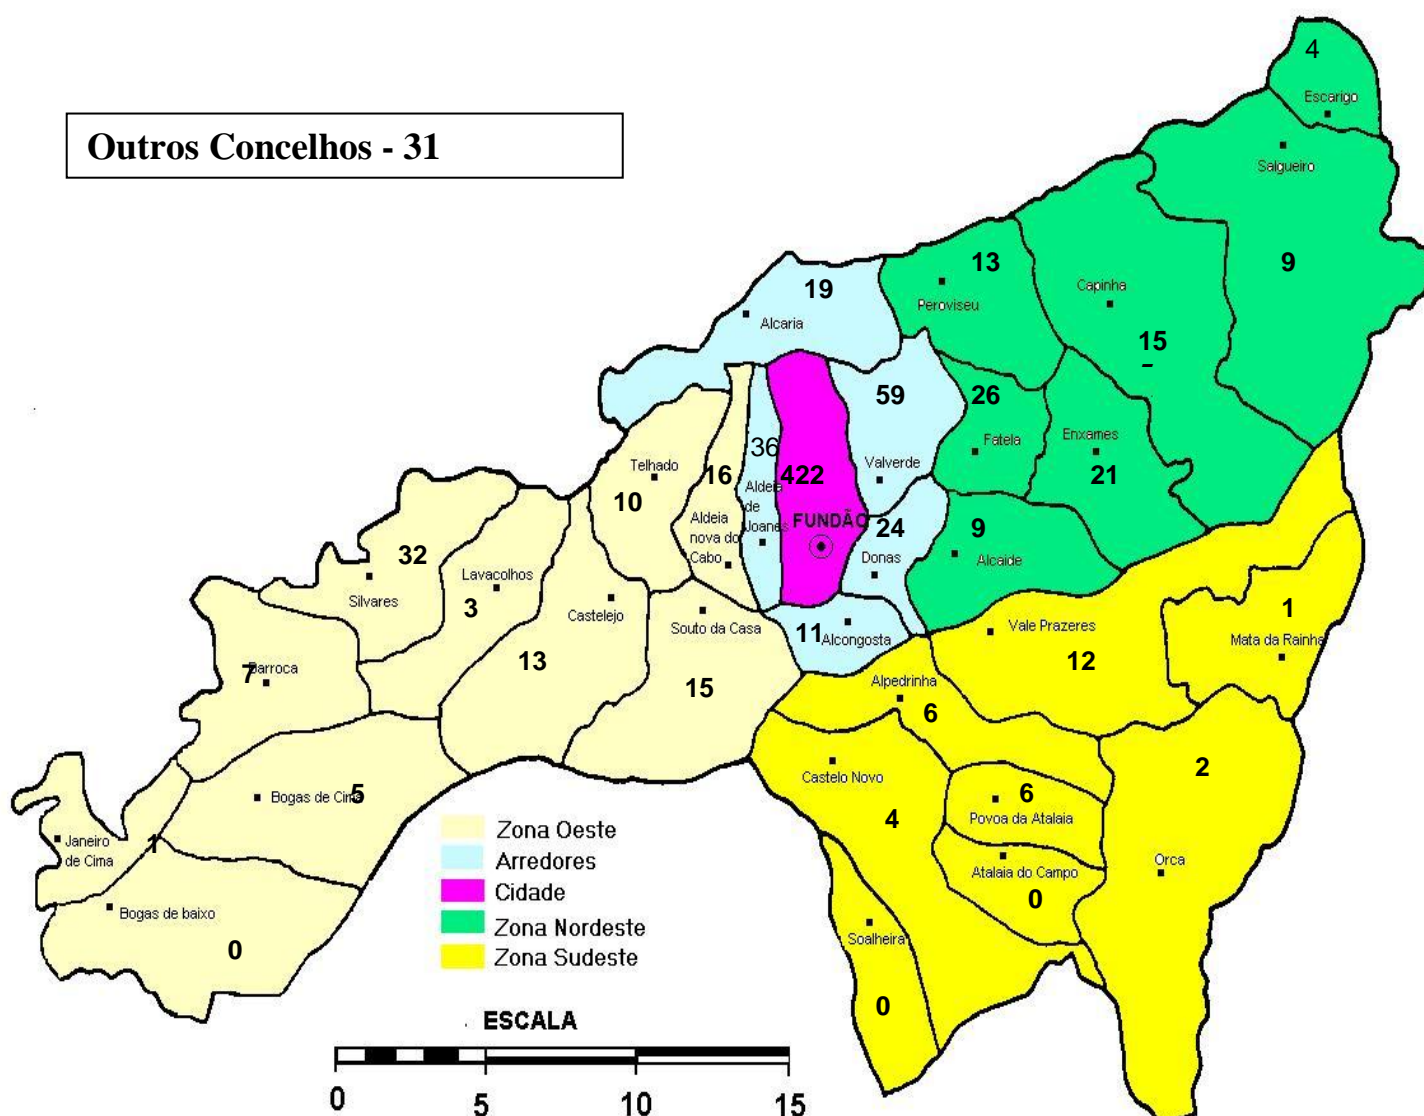 4
Escarigo
Outros Concelhos - 31
Salgueiro
13
9
19
Peroviseu
Capinha
Alcaria
15
59
26
36
Fatela
Enxames
Telhado
16
422
Valverde
21
10
Aldeia
de
Joanes
Aldeia
nova do
Cabo
FUNDÃO
24
9
Donas
Alcaide
32
Lavacolhos
Silvares
3
Castelejo
Souto da Casa
11
Alcongosta
Vale Prazeres
1
Mata da Rainha
7
Barroca
13
15
12
Alpedrinha
6
Castelo Novo
2
5
Bogas de Cima
6
Povoa da Atalaia
4
Janeiro
de Cima
1
Zona Oeste
Arredores
Cidade
Zona Nordeste
Zona Sudeste
Orca
Atalaia do Campo
0
Bogas de baixo
0
Soalheira
0
ESCALA
0 5 10 15